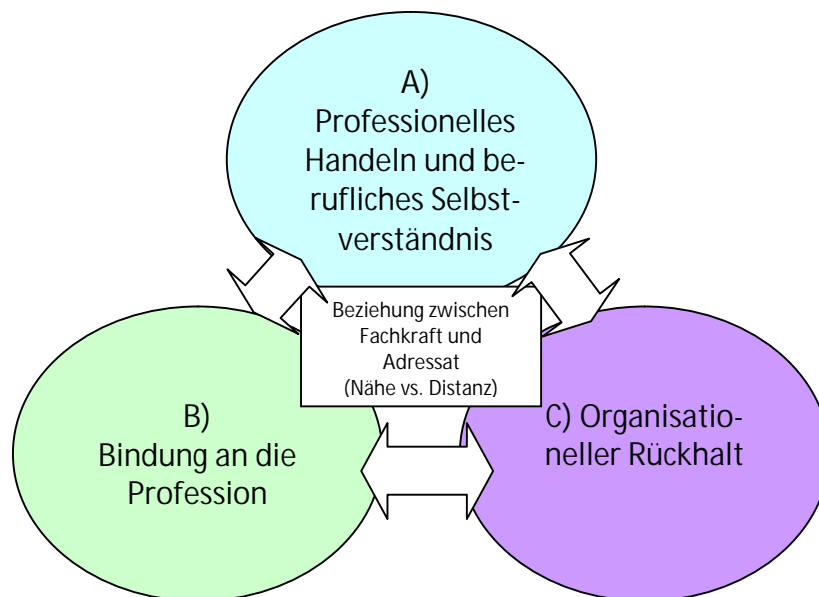 A)
Professionelles
Handeln und be-
rufliches Selbst-
verständnis
Beziehung zwischen
Fachkraft und
Adressat
(Nähe vs. Distanz)
B)
Bindung an die
Profession
C) Organisatio-
neller Rückhalt